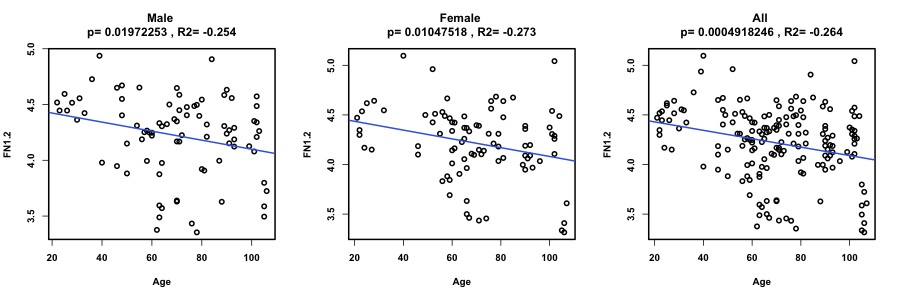 Male
p= 0.01972253 , R2= -0.254
FN1.2
5.0
4.5
4.0
3.5
20 40 60 80 100
Age
Female
p= 0.01047518 , R2= -0.273
FN1.2
5.0
4.5
4.0
3.5
20 40 60 80 100
Age
All
p= 0.0004918246 , R2= -0.264
FN1.2
5.0
4.5
4.0
3.5
20 40 60 80 100
Age